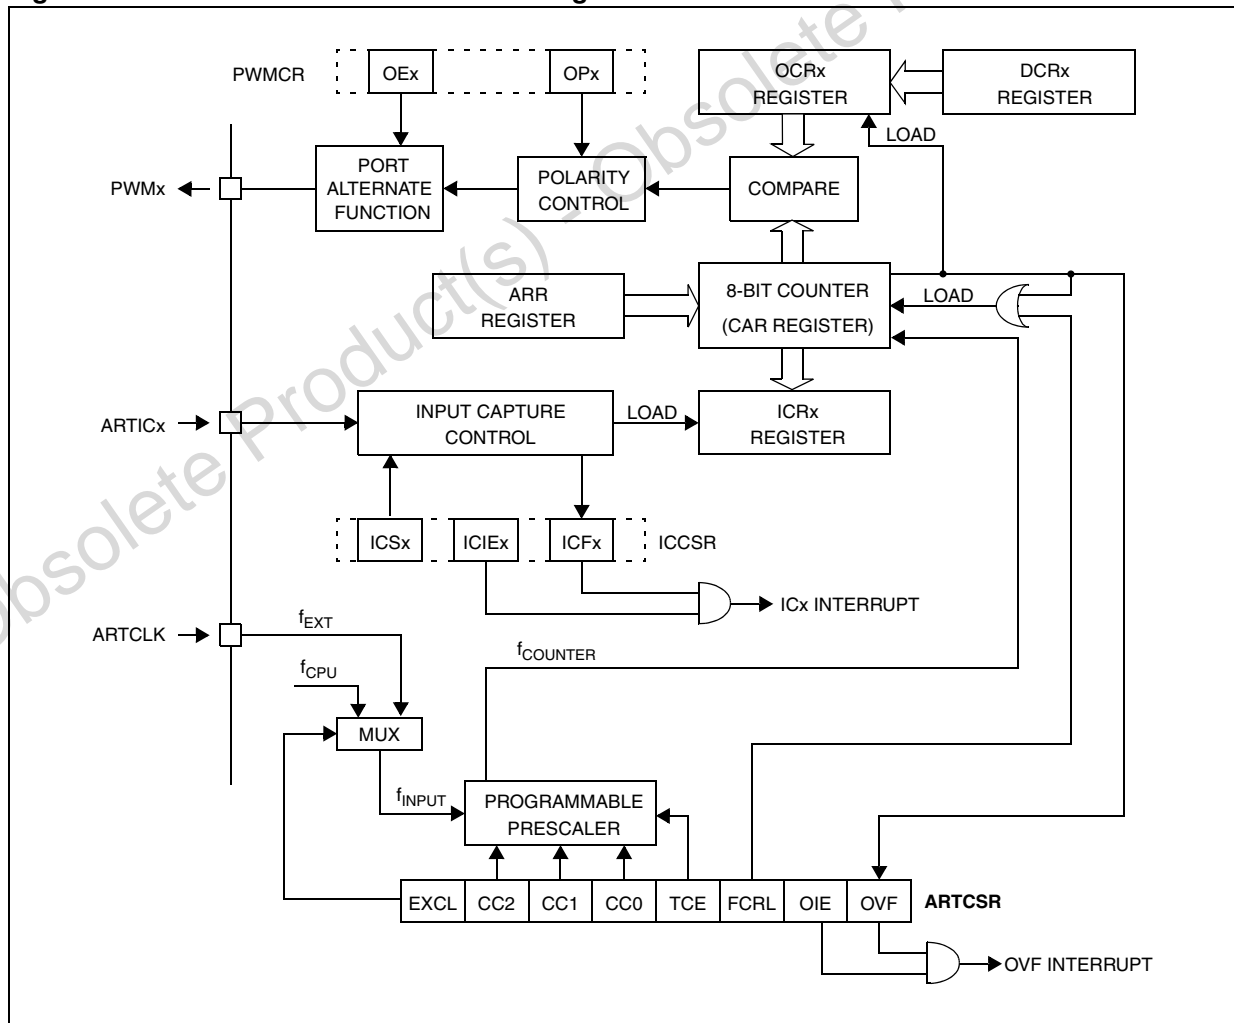 PWMCR
OEx
OPx
OCRx
REGISTER
DCRx
REGISTER
LOAD
PWMx
PORT
ALTERNATE
FUNCTION
POLARITY
CONTROL
COMPARE
ARR
REGISTER
8-BIT COUNTER
(CAR REGISTER)
LOAD
ARTICx
INPUT CAPTURE
CONTROL
LOAD
ICRx
REGISTER
ICSx
ICIEx
ICFx
ICCSR
ICx INTERRUPT
ARTCLK
fEXT
fCPU
fCOUNTER
MUX
fINPUT
PROGRAMMABLE
PRESCALER
EXCL CC2 CC1 CC0 TCE FCRL OIE OVF ARTCSR
OVF INTERRUPT
Obsolete Product(s) - Obsolete